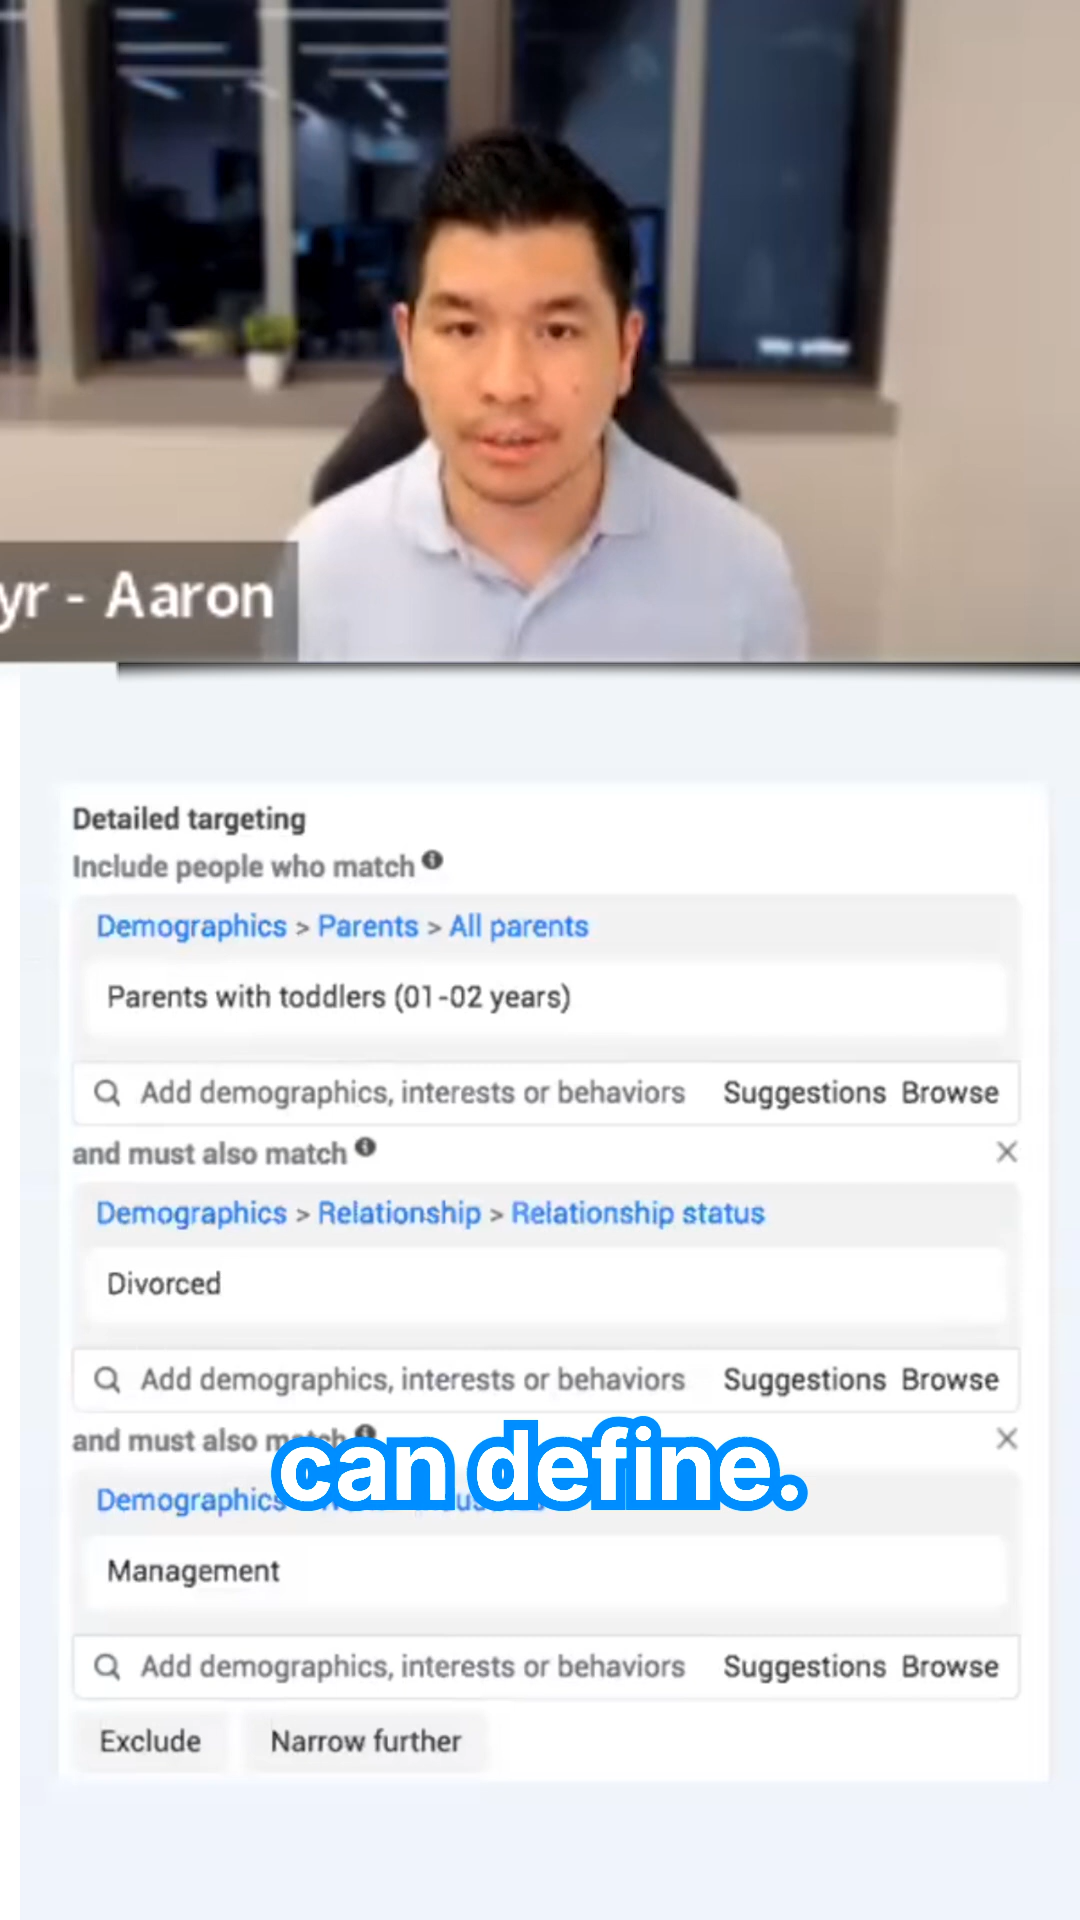 yr - Aaron
Detailed targeting
Include people who match
Demographics > Parents > All parents
Parents with toddlers (01-02 years)
Add demographics, interests or behaviors Suggestions Browse
and must also match
Demographics > Relationship > Relationship status
Divorced
Add demographics, interests or behaviors Suggestions Browse
and must also match
can define.
Demographics
Management
Add demographics, interests or behaviors Suggestions Browse
Exclude Narrow further